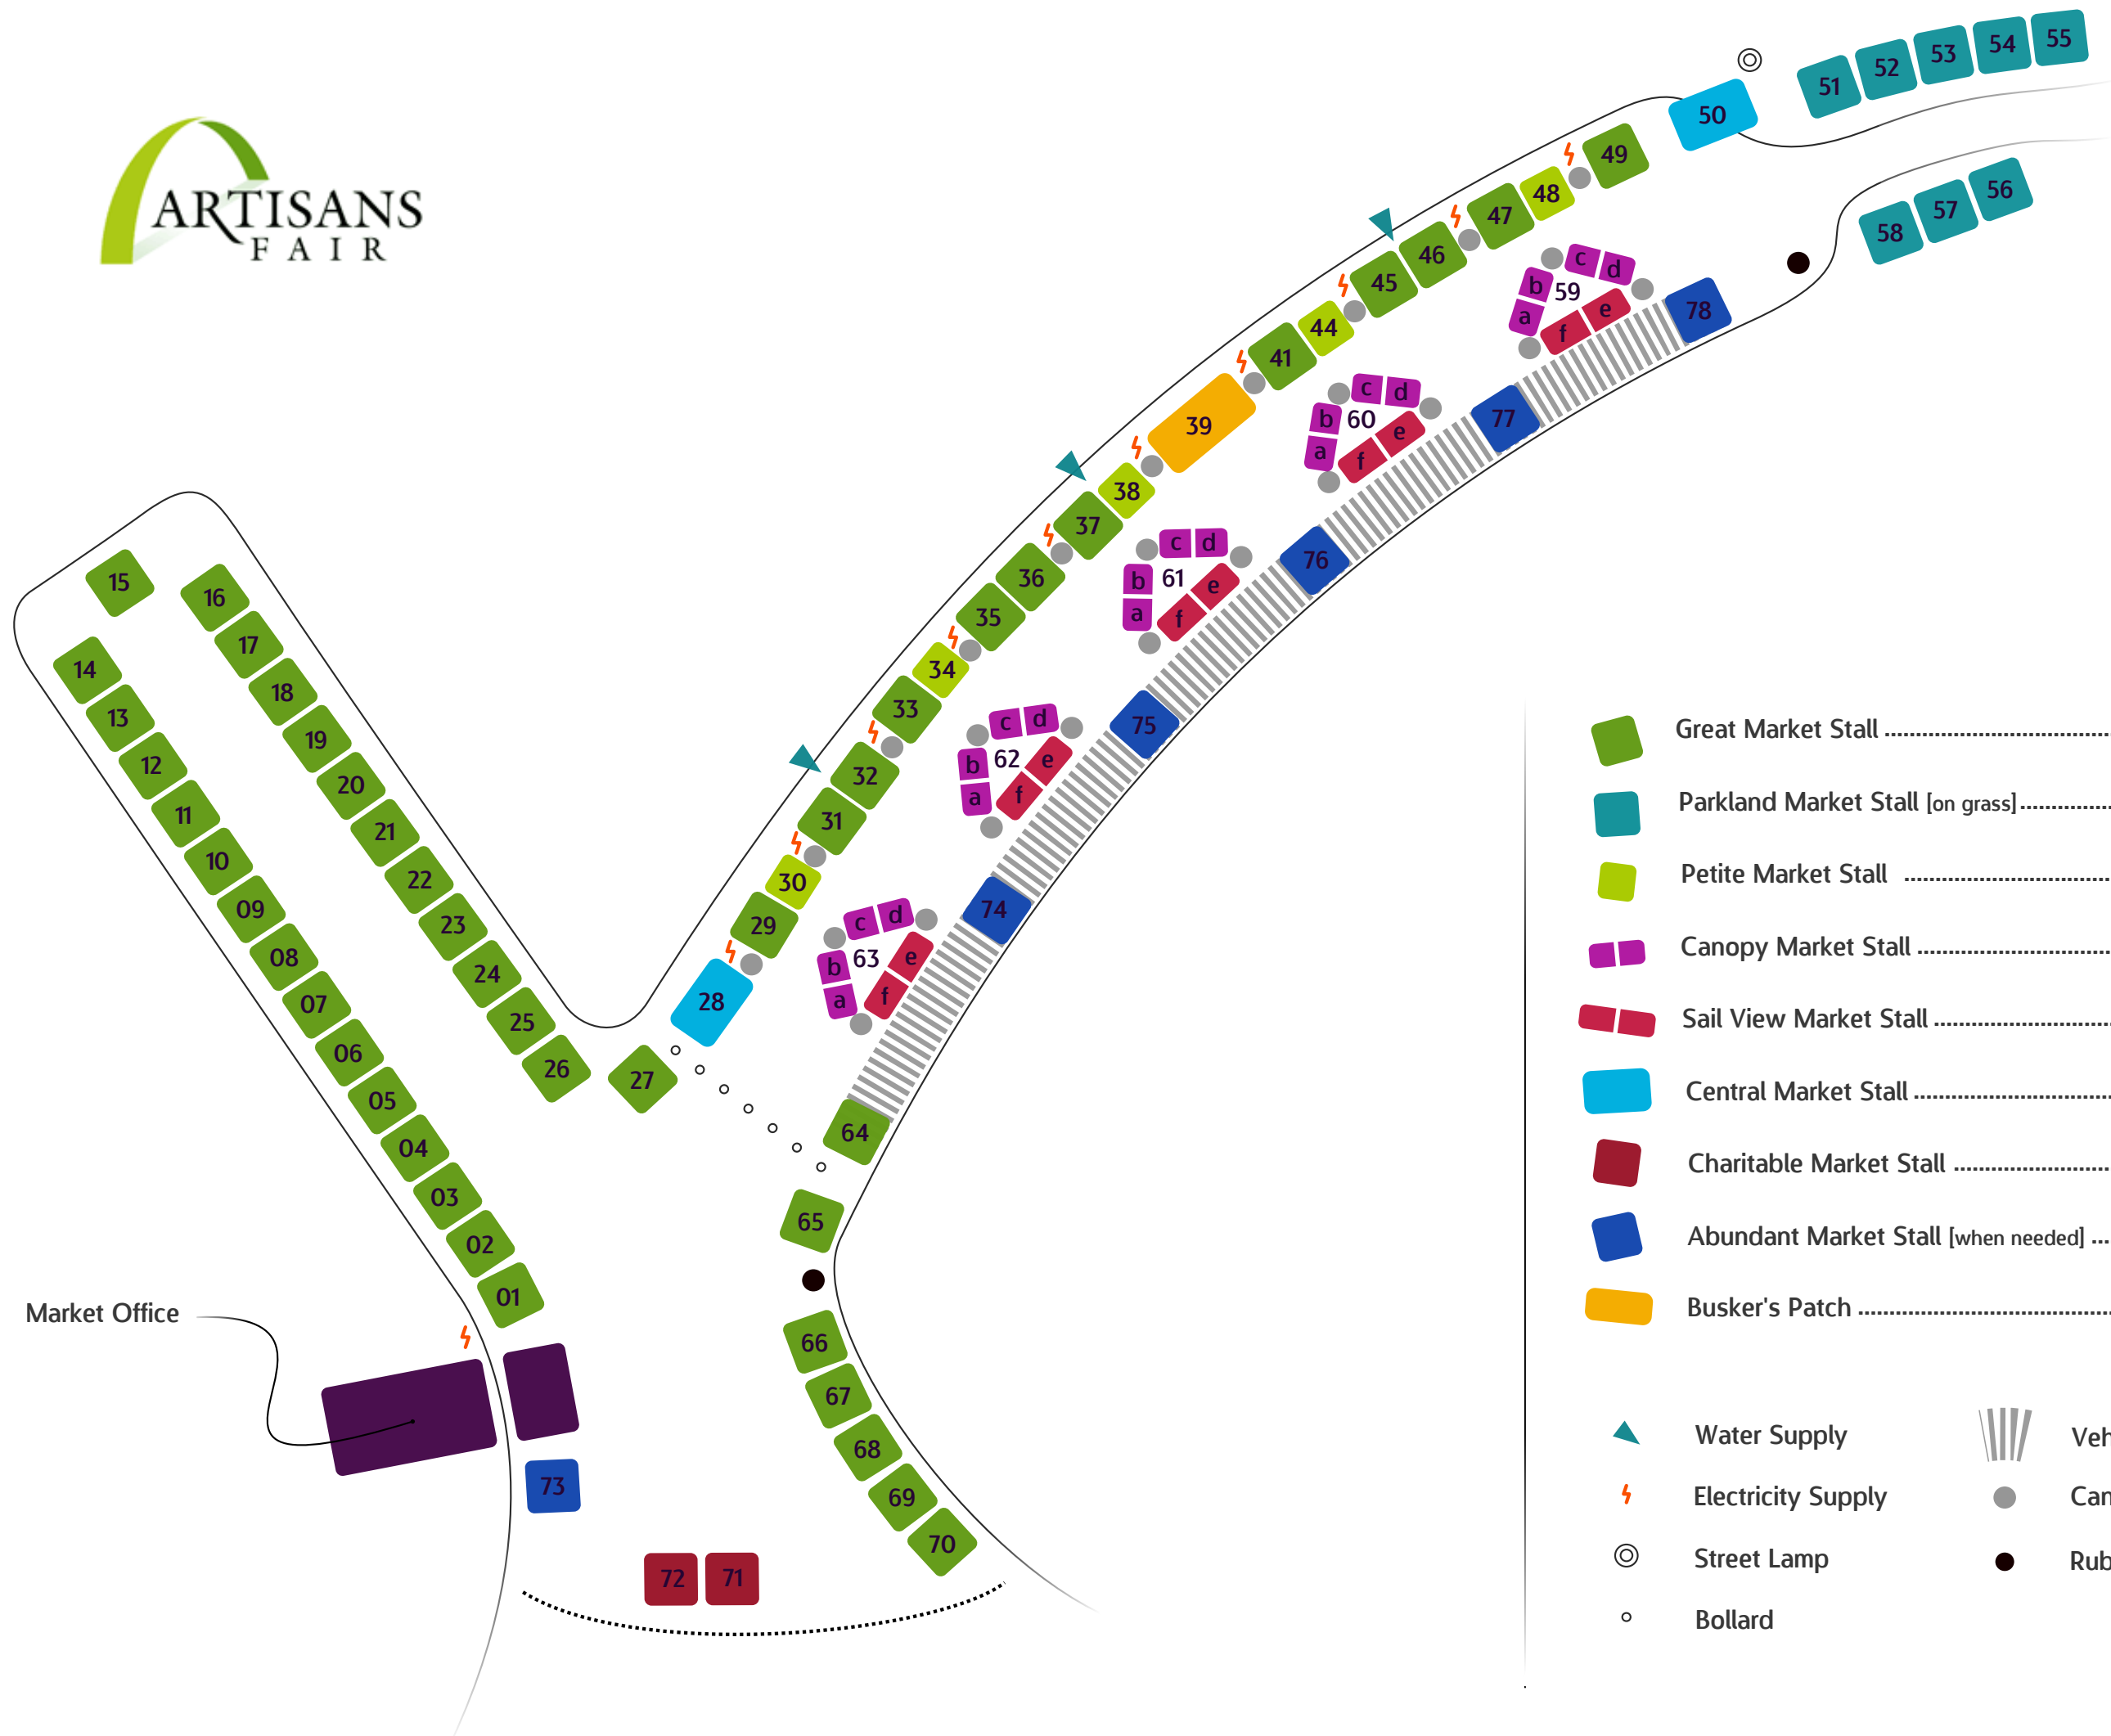 ARTISANS
FAIR
50
51
52
53
54
55
49
48
47
46
45
44
41
39
38
37
36
35
34
33
32
31
30
29
28
58
57
56
78
77
76
75
74
c d
b 59 e
a f
c d
b 60 e
a f
c d
b 61 e
a f
c d
b 62 e
a f
c d
b 63 e
a f
15
16
17
18
19
20
21
22
23
24
25
26
27
14
13
12
11
10
09
08
07
06
05
04
03
02
01
64
65
66
67
68
69
70
Market Office
73
72 71
Great Market Stall
Parkland Market Stall [on grass]
Petite Market Stall
Canopy Market Stall
Sail View Market Stall
Central Market Stall
Charitable Market Stall
Abundant Market Stall [when needed]
Busker's Patch
Water Supply
Electricity Supply
Street Lamp
Bollard